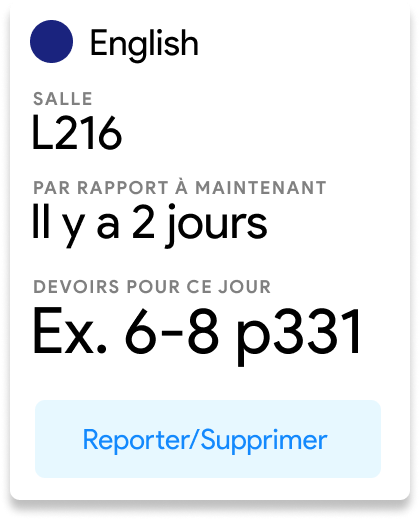 English
SALLE
L216
PAR RAPPORT À MAINTENANT
Il y a 2 jours
DEVOIRS POUR CE JOUR
Ex. 6-8 p331
Reporter/Supprimer